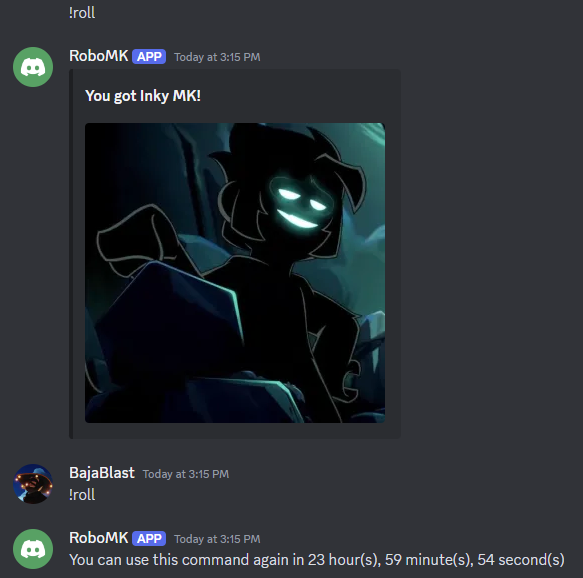 !roll
RoboMK APP Today at 3:15 PM
You got Inky MK!
BajaBlast Today at 3:15 PM
!roll
RoboMK APP Today at 3:15 PM
You can use this command again in 23 hour(s), 59 minute(s), 54 second(s)